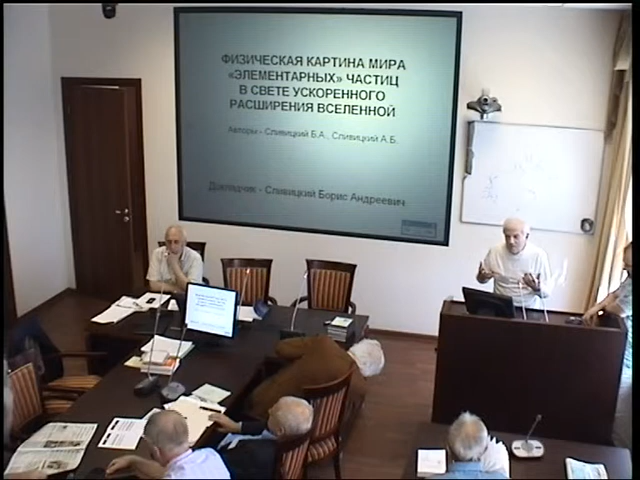 ФИЗИЧЕСКАЯ КАРТИНА МИРА
«ЭЛЕМЕНТАРНЫХ» ЧАСТИЦ
В СВЕТЕ УСКОРЕННОГО
РАСШИРЕНИЯ ВСЕЛЕННОЙ
Авторы - Сливицкий Б.А., Сливицкий А.Б.
Докладчик - Сливицкий Борис Андреевич